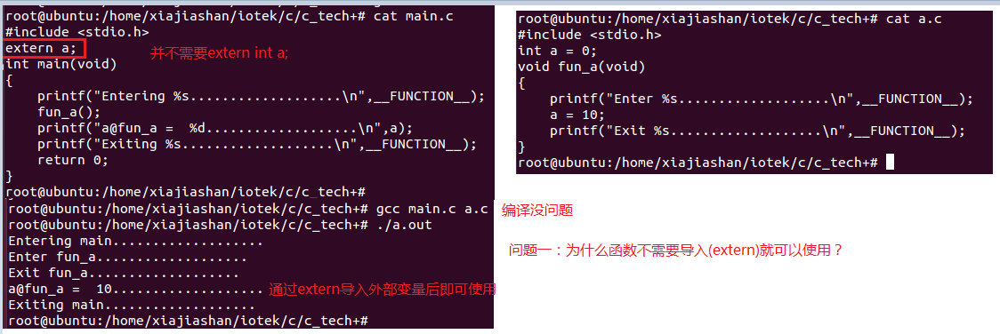 root@ubuntu:/home/xiajiashan/iotek/c/c_tech+# cat main.c
#include <stdio.h>
extern a;
并不需要extern int a;
int main(void)
{
    printf("Entering %s...................\n",__FUNCTION__);
    fun_a();
    printf("a@fun_a =  %d...................\n",a);
    printf("Exiting %s...................\n",__FUNCTION__);
    return 0;
}
root@ubuntu:/home/xiajiashan/iotek/c/c_tech+#
root@ubuntu:/home/xiajiashan/iotek/c/c_tech+# cat a.c
#include <stdio.h>
int a = 0;
void fun_a(void)
{
    printf("Enter %s...................\n",__FUNCTION__);
    a = 10;
    printf("Exit %s...................\n",__FUNCTION__);
}
root@ubuntu:/home/xiajiashan/iotek/c/c_tech+#
root@ubuntu:/home/xiajiashan/iotek/c/c_tech+# gcc main.c a.c
编译没问题
root@ubuntu:/home/xiajiashan/iotek/c/c_tech+# ./a.out
Entering main...................
Enter fun_a...................
Exit fun_a...................
a@fun_a =  10...................
通过extern导入外部变量后即可使用
Exiting main...................
root@ubuntu:/home/xiajiashan/iotek/c/c_tech+#
问题一：为什么函数不需要导入(extern)就可以使用？